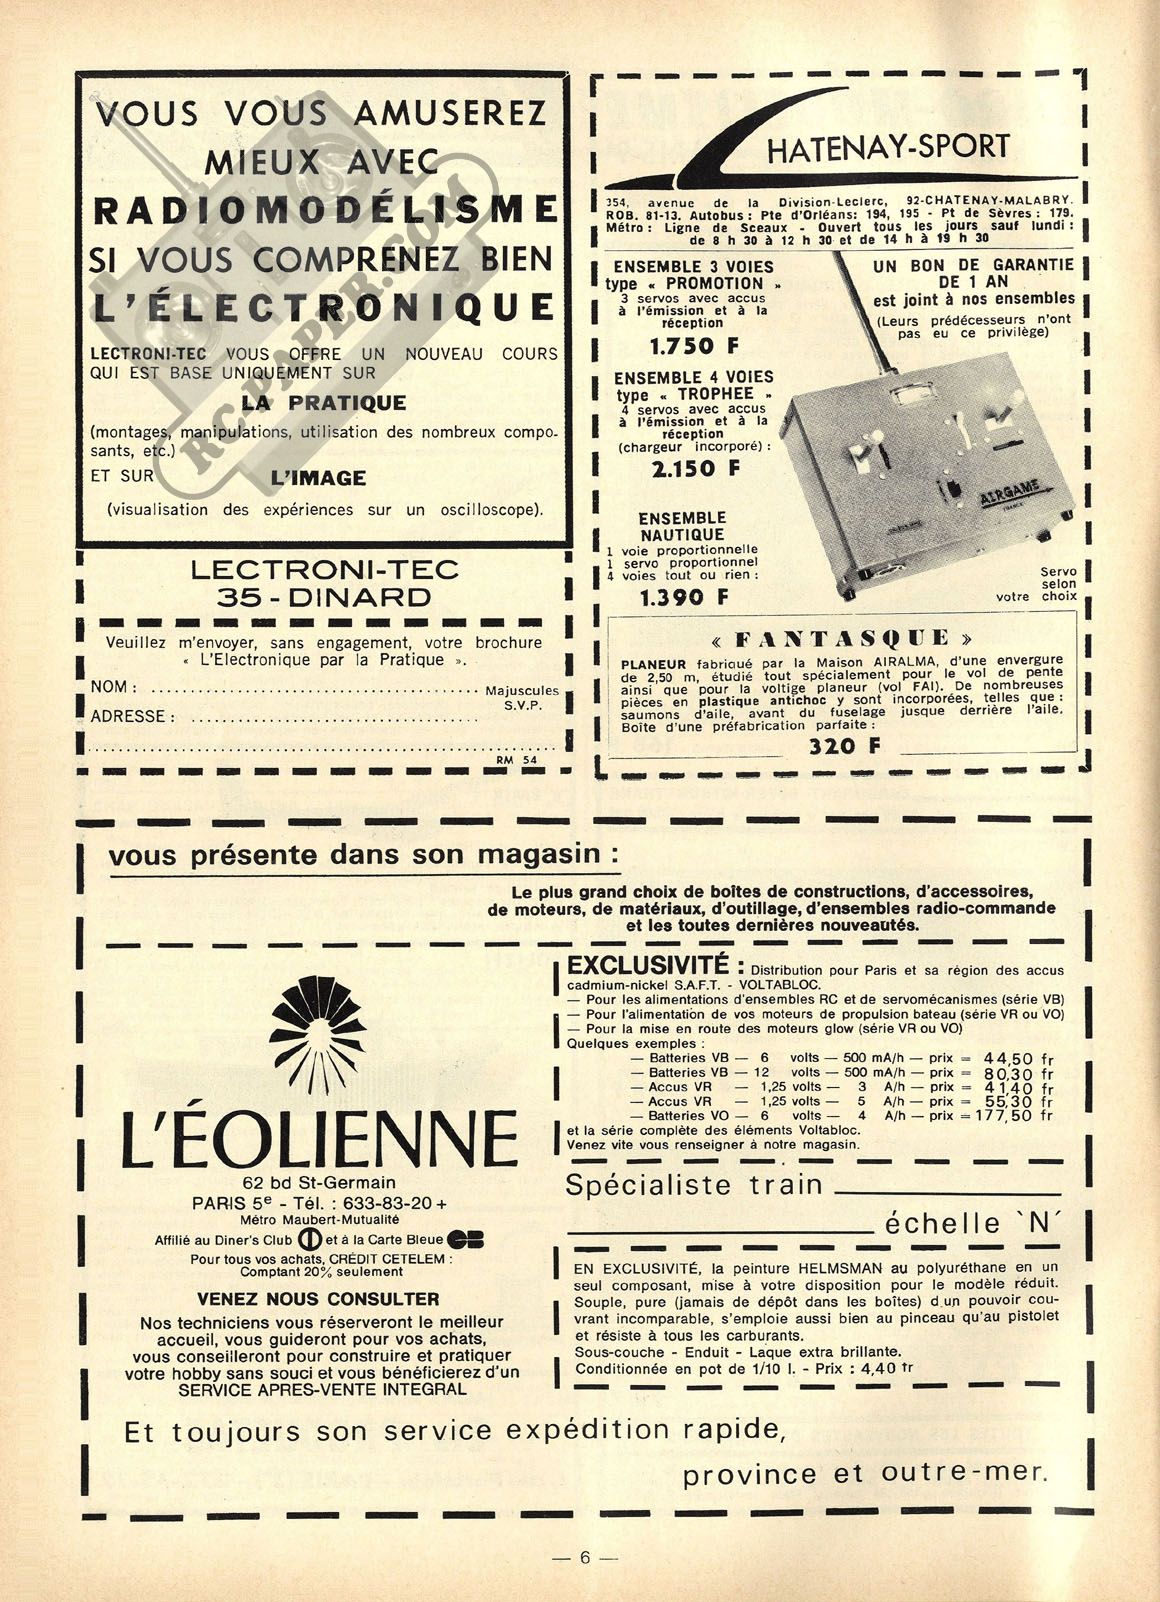 VOUS VOUS AMUSEREZ
MIEUX AVEC
RADIOMODÉLISME
SI VOUS COMPRENEZ BIEN
L'ÉLECTRONIQUE
LECTRONI-TEC VOUS OFFRE UN NOUVEAU COURS
QUI EST BASE UNIQUEMENT SUR
LA PRATIQUE
(montages, manipulations, utilisation des nombreux compo-
sants, etc.)
ET SUR L'IMAGE
(visualisation des expériences sur un oscilloscope).
RC-PAPER.COM
LECTRONI-TEC
35 - DINARD
Veuillez m'envoyer, sans engagement, votre brochure
« L'Electronique par la Pratique ».
NOM : ........................................ Majuscules
S.V.P.
ADRESSE : ........................................
RM 54
CHATENAY-SPORT
354, avenue de la Division-Leclerc, 92-CHATENAY-MALABRY.
ROB. 81-13. Autobus : Pte d'Orléans: 194, 195 - Pt de Sèvres : 179.
Métro : Ligne de Sceaux - Ouvert tous les jours sauf lundi :
de 8 h 30 à 12 h 30 et de 14 h à 19 h 30
ENSEMBLE 3 VOIES
type « PROMOTION »
3 servos avec accus
à l'émission et à la
réception
1.750 F
ENSEMBLE 4 VOIES
type « TROPHEE »
4 servos avec accus
à l'émission et à la
réception
(chargeur incorporé) :
2.150 F
ENSEMBLE
NAUTIQUE
1 voie proportionnelle
1 servo proportionnel
4 voies tout ou rien :
1.390 F
UN BON DE GARANTIE
DE 1 AN
est joint à nos ensembles
(Leurs prédécesseurs n'ont
pas eu ce privilège)
AIRGAME
FRANCE
Servo
selon
votre choix
« FANTASQUE »
PLANEUR fabriqué par la Maison AIRALMA, d'une envergure
de 2,50 m, étudié tout spécialement pour le vol de pente
ainsi que pour la voltige planeur (vol FAI). De nombreuses
pièces en plastique antichoc y sont incorporées, telles que :
saumons d'aile, avant du fuselage jusque derrière l'aile.
Boîte d'une préfabrication parfaite :
320 F
vous présente dans son magasin :
Le plus grand choix de boîtes de constructions, d'accessoires,
de moteurs, de matériaux, d'outillage, d'ensembles radio-commande
et les toutes dernières nouveautés.
L'ÉOLIENNE
62 bd St-Germain
PARIS 5e - Tél. : 633-83-20 +
Métro Maubert-Mutualité
Affilié au Diner's Club et à la Carte Bleue CB
Pour tous vos achats, CRÉDIT CETELEM :
Comptant 20% seulement
VENEZ NOUS CONSULTER
Nos techniciens vous réserveront le meilleur
accueil, vous guideront pour vos achats,
vous conseilleront pour construire et pratiquer
votre hobby sans souci et vous bénéficierez d'un
SERVICE APRES-VENTE INTEGRAL
EXCLUSIVITÉ : Distribution pour Paris et sa région des accus
cadmium-nickel S.A.F.T. - VOLTABLOC.
— Pour les alimentations d'ensembles RC et de servomécanismes (série VB)
— Pour l'alimentation de vos moteurs de propulsion bateau (série VR ou VO)
— Pour la mise en route des moteurs glow (série VR ou VO)
Quelques exemples :
— Batteries VB — 6 volts — 500 mA/h — prix = 44,50 fr
— Batteries VB — 12 volts — 500 mA/h — prix = 80,30 fr
— Accus VR — 1,25 volts — 3 A/h — prix = 41,40 fr
— Accus VR — 1,25 volts — 5 A/h — prix = 55,30 fr
— Batteries VO — 6 volts — 4 A/h — prix = 177,50 fr
et la série complète des éléments Voltabloc.
Venez vite vous renseigner à notre magasin.
Spécialiste train
échelle 'N'
EN EXCLUSIVITÉ, la peinture HELMSMAN au polyuréthane en un
seul composant, mise à votre disposition pour le modèle réduit.
Souple, pure (jamais de dépôt dans les boîtes) d.un pouvoir cou-
vrant incomparable, s'emploie aussi bien au pinceau qu'au pistolet
et résiste à tous les carburants.
Sous-couche - Enduit - Laque extra brillante.
Conditionnée en pot de 1/10 l. - Prix : 4,40 fr
Et toujours son service expédition rapide,
province et outre-mer.
— 6 —